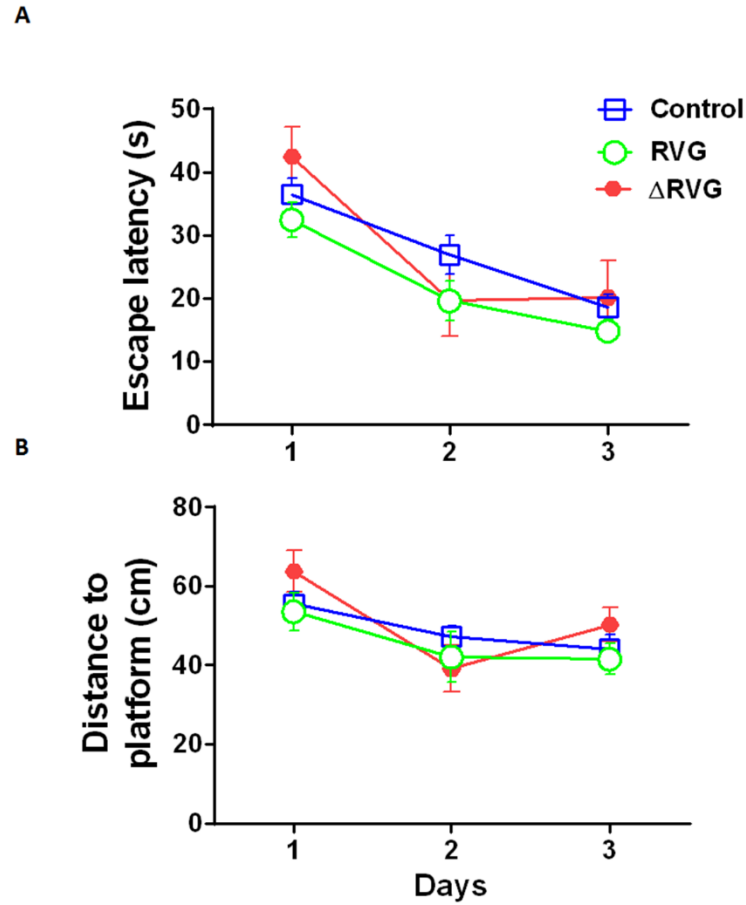 A
Escape latency (s)
50
40
30
20
10
0
1 2 3
Control
RVG
ΔRVG
B
Distance to
platform (cm)
80
60
40
20
0
1 2 3
Days